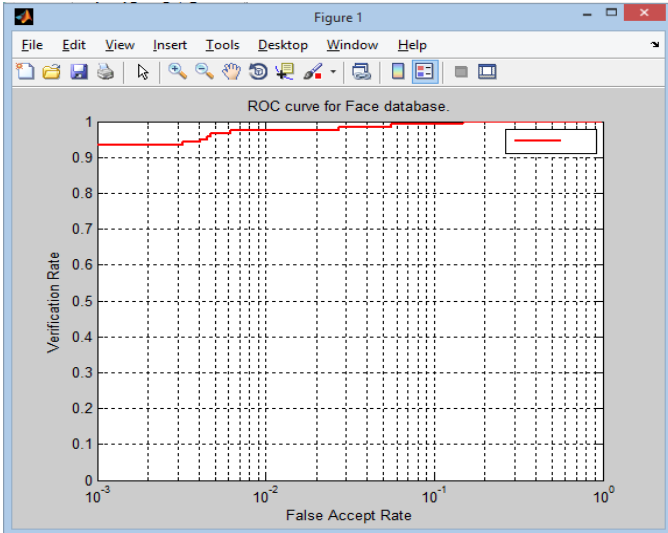 Figure 1
File Edit View Insert Tools Desktop Window Help
ROC curve for Face database.
1
0.9
0.8
0.7
0.6
0.5
0.4
0.3
0.2
0.1
0
Verification Rate
10^-3 10^-2 10^-1 10^0
False Accept Rate